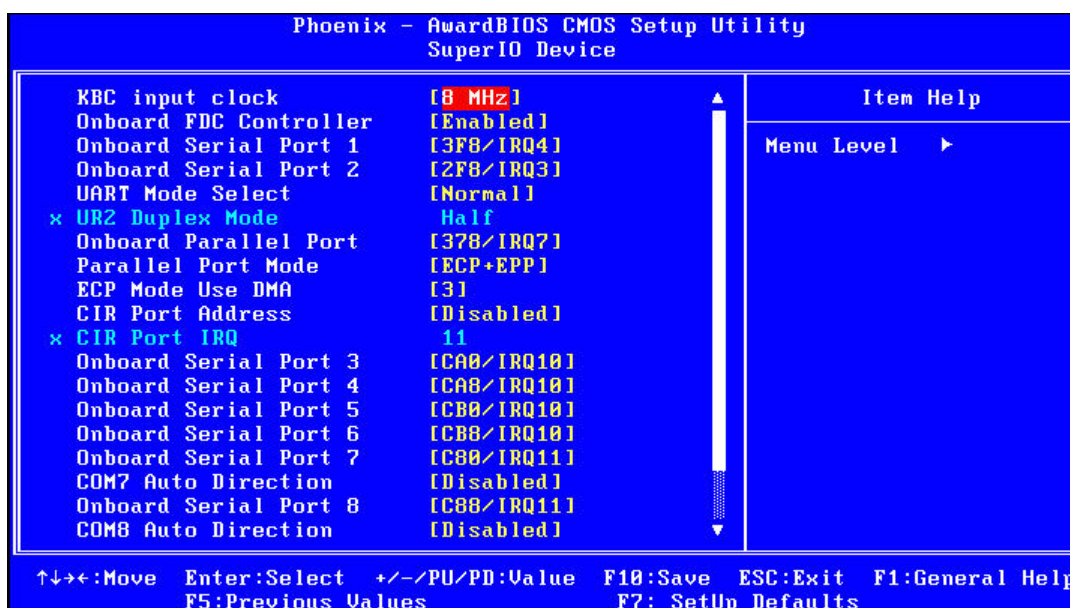 Phoenix - AwardBIOS CMOS Setup Utility
SuperIO Device
KBC input clock [8 MHz]
Onboard FDC Controller [Enabled]
Onboard Serial Port 1 [3F8/IRQ4]
Onboard Serial Port 2 [2F8/IRQ3]
UART Mode Select [Normal]
x UR2 Duplex Mode Half
Onboard Parallel Port [378/IRQ7]
Parallel Port Mode [ECP+EPP]
ECP Mode Use DMA [3]
CIR Port Address [Disabled]
x CIR Port IRQ 11
Onboard Serial Port 3 [CA0/IRQ10]
Onboard Serial Port 4 [CA8/IRQ10]
Onboard Serial Port 5 [CB0/IRQ10]
Onboard Serial Port 6 [CB8/IRQ10]
Onboard Serial Port 7 [C80/IRQ11]
COM7 Auto Direction [Disabled]
Onboard Serial Port 8 [C88/IRQ11]
COM8 Auto Direction [Disabled]
Item Help
Menu Level ▶
↑↓→←:Move Enter:Select +/-/PU/PD:Value F10:Save ESC:Exit F1:General Help
F5:Previous Values F7: SetUp Defaults